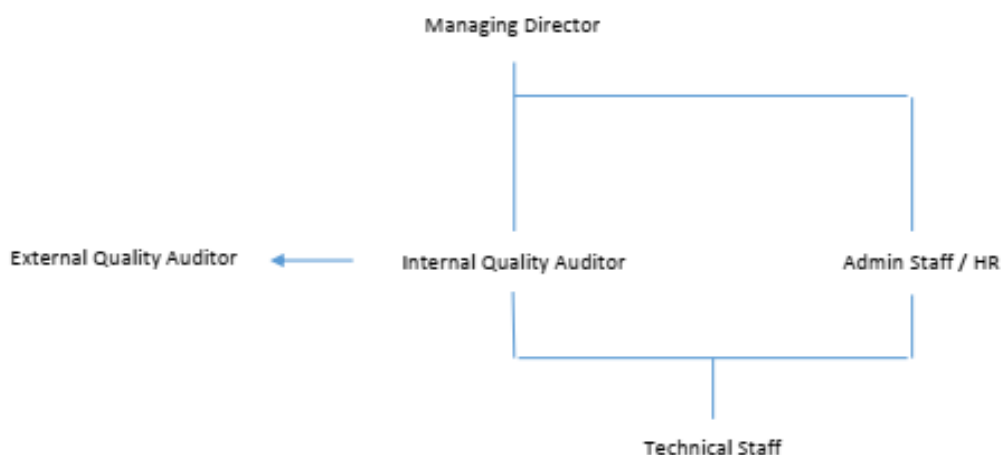 Managing Director
External Quality Auditor
Internal Quality Auditor
Admin Staff / HR
Technical Staff